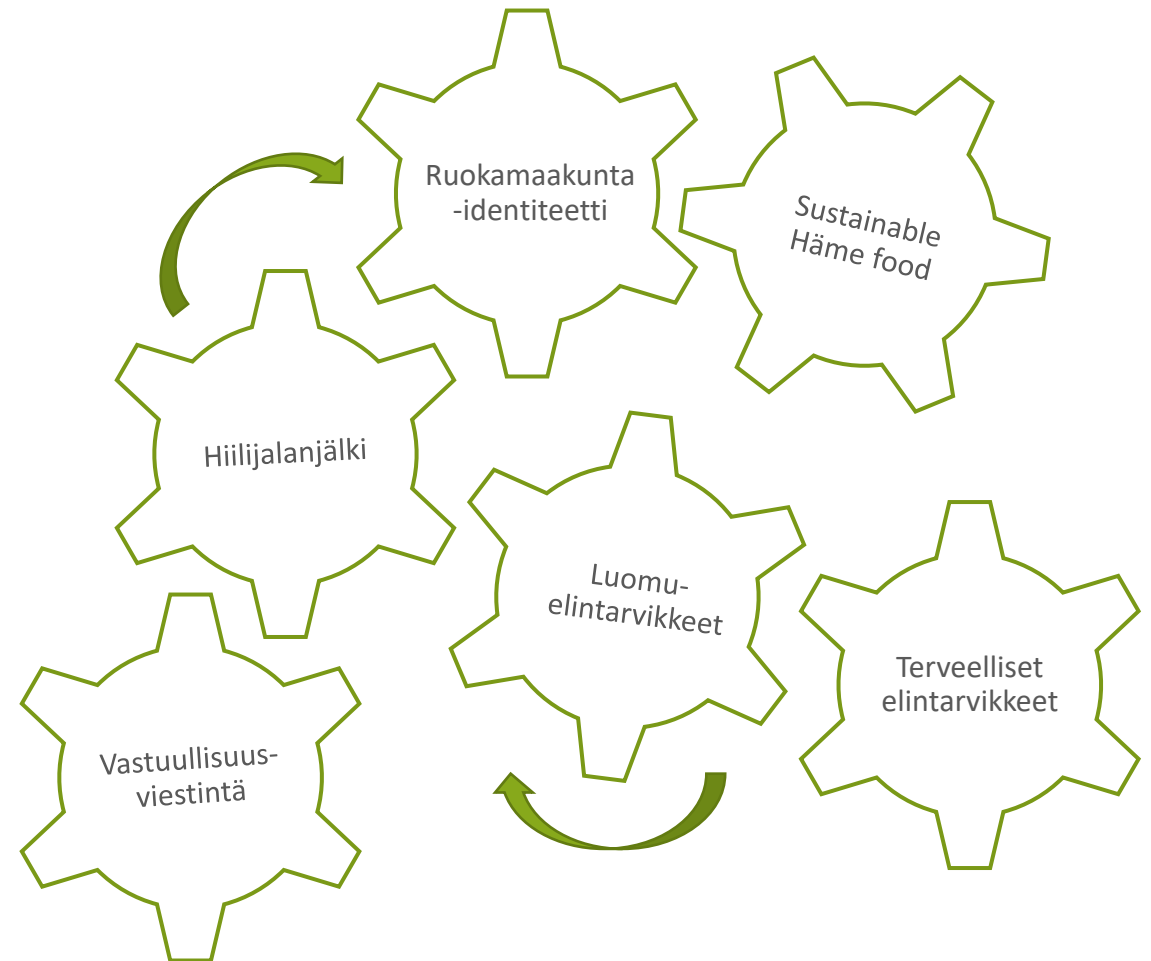 Ruokamaakunta
-identiteetti
Sustainable
Häme food
Hiilijalanjälki
Luomu-
elintarvikkeet
Terveelliset
elintarvikkeet
Vastuullisuus-
viestintä